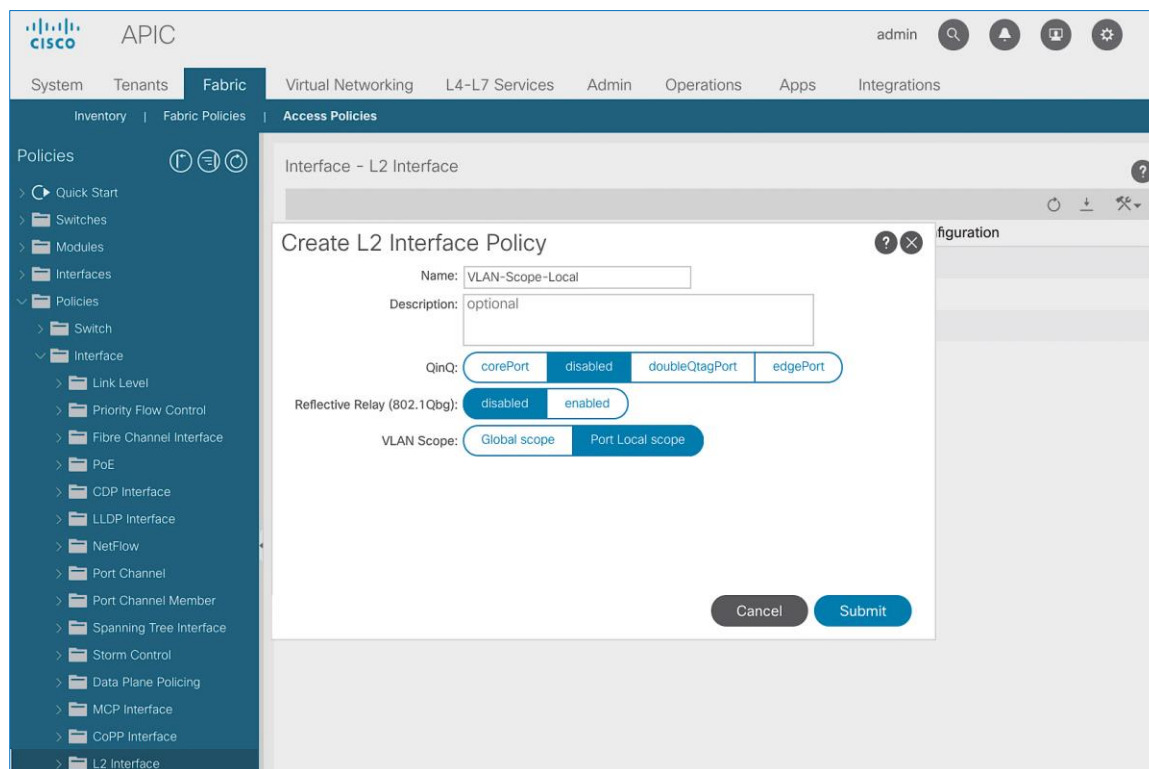 CISCO APIC admin
System Tenants Fabric Virtual Networking L4-L7 Services Admin Operations Apps Integrations
Inventory | Fabric Policies | Access Policies
Policies
Quick Start
Switches
Modules
Interfaces
Policies
Switch
Interface
Link Level
Priority Flow Control
Fibre Channel Interface
PoE
CDP Interface
LLDP Interface
NetFlow
Port Channel
Port Channel Member
Spanning Tree Interface
Storm Control
Data Plane Policing
MCP Interface
CoPP Interface
L2 Interface
Interface - L2 Interface
?
figuration
Create L2 Interface Policy ?
Name: VLAN-Scope-Local
Description: optional
QinQ: corePort disabled doubleQtagPort edgePort
Reflective Relay (802.1Qbg): disabled enabled
VLAN Scope: Global scope Port Local scope
Cancel Submit